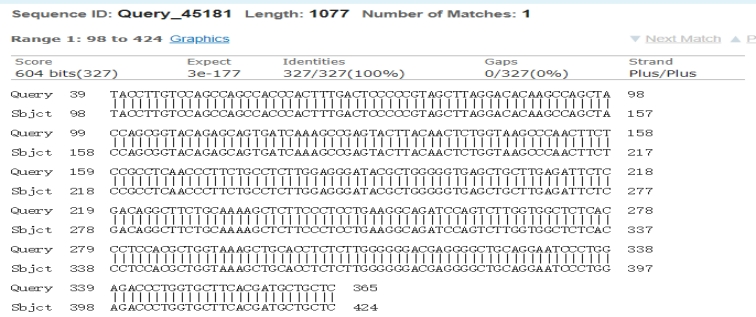 Sequence ID: Query_45181 Length: 1077 Number of Matches: 1
Range 1: 98 to 424 Graphics ▼ Next Match ▲ P
Score Expect Identities Gaps Strand
604 bits(327) 3e-177 327/327(100%) 0/327(0%) Plus/Plus
Query 39 TACCTTGTCCAGCCAGCCACCCACTTTGACTCCCCCGTAGCTTAGGACACAAGCCAGCTA 98
Sbjct 98 TACCTTGTCCAGCCAGCCACCCACTTTGACTCCCCCGTAGCTTAGGACACAAGCCAGCTA 157
Query 99 CCAGCGGTACAGAGCAGTGATCAAAGCCGAGTACTTACAACTCTGGTAAGCCCAACTTCT 158
Sbjct 158 CCAGCGGTACAGAGCAGTGATCAAAGCCGAGTACTTACAACTCTGGTAAGCCCAACTTCT 217
Query 159 CCGCCTCAACCCTTCTGCCTCTTGGAGGGATACGCTGGGGGTGAGCTGCTTGAGATTCTC 218
Sbjct 218 CCGCCTCAACCCTTCTGCCTCTTGGAGGGATACGCTGGGGGTGAGCTGCTTGAGATTCTC 277
Query 219 GACAGGCTTCTGCAAAAGCTCTTCCCTCCTGAAGGCAGATCCAGTCTTGGTGGCTCTCAC 278
Sbjct 278 GACAGGCTTCTGCAAAAGCTCTTCCCTCCTGAAGGCAGATCCAGTCTTGGTGGCTCTCAC 337
Query 279 CCTCCACGCTGGTAAAGCTGCACCTCTCTTGGGGGGACGAGGGGCTGCAGGAATCCCTGG 338
Sbjct 338 CCTCCACGCTGGTAAAGCTGCACCTCTCTTGGGGGGACGAGGGGCTGCAGGAATCCCTGG 397
Query 339 AGACCCTGGTGCTTCACGATGCTGCTC 365
Sbjct 398 AGACCCTGGTGCTTCACGATGCTGCTC 424